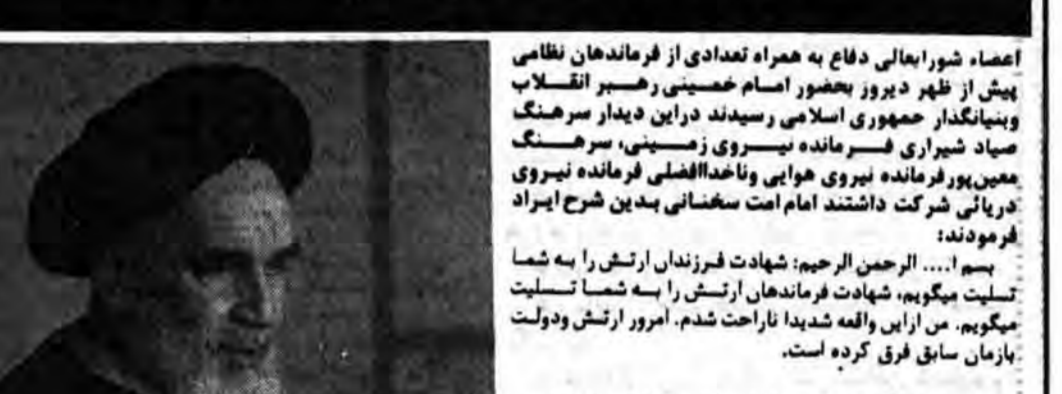 اعضاء شورایعالی دفاع به همراه تعدادی از فرماندهان نظامی
پیش از ظهر دیروز بحضور امام خمینی رهبر انقلاب
وبنیانگذار جمهوری اسلامی رسیدند دراین دیدار سرهنگ
صیاد شیرازی فرمانده نیروی زمینی، سرهنگ
معین‌پور فرمانده نیروی هوایی وناخداافضلی فرمانده نیروی
دریائی شرکت داشتند امام امت سخنانی بدین شرح ایراد
فرمودند:
بسم ا.... الرحمن الرحیم: شهادت فرزندان ارتش را به شما
تسلیت میگویم، شهادت فرماندهان ارتش را به شما تسلیت
میگویم. من ازاین واقعه شدیدا ناراحت شدم. امروز ارتش ودولت
بازمان سابق فرق کرده است.